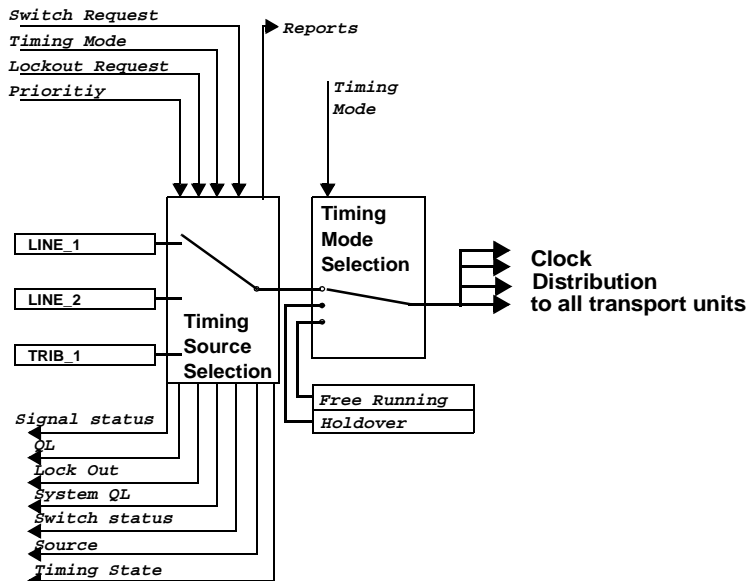 Switch Request
Timing Mode
Lockout Request
Prioritiy
Reports
Timing
Mode
LINE_1
LINE_2
TRIB_1
Timing
Source
Selection
Timing
Mode
Selection
Clock
Distribution
to all transport units
Free Running
Holdover
Signal status
QL
Lock Out
System QL
Switch status
Source
Timing State